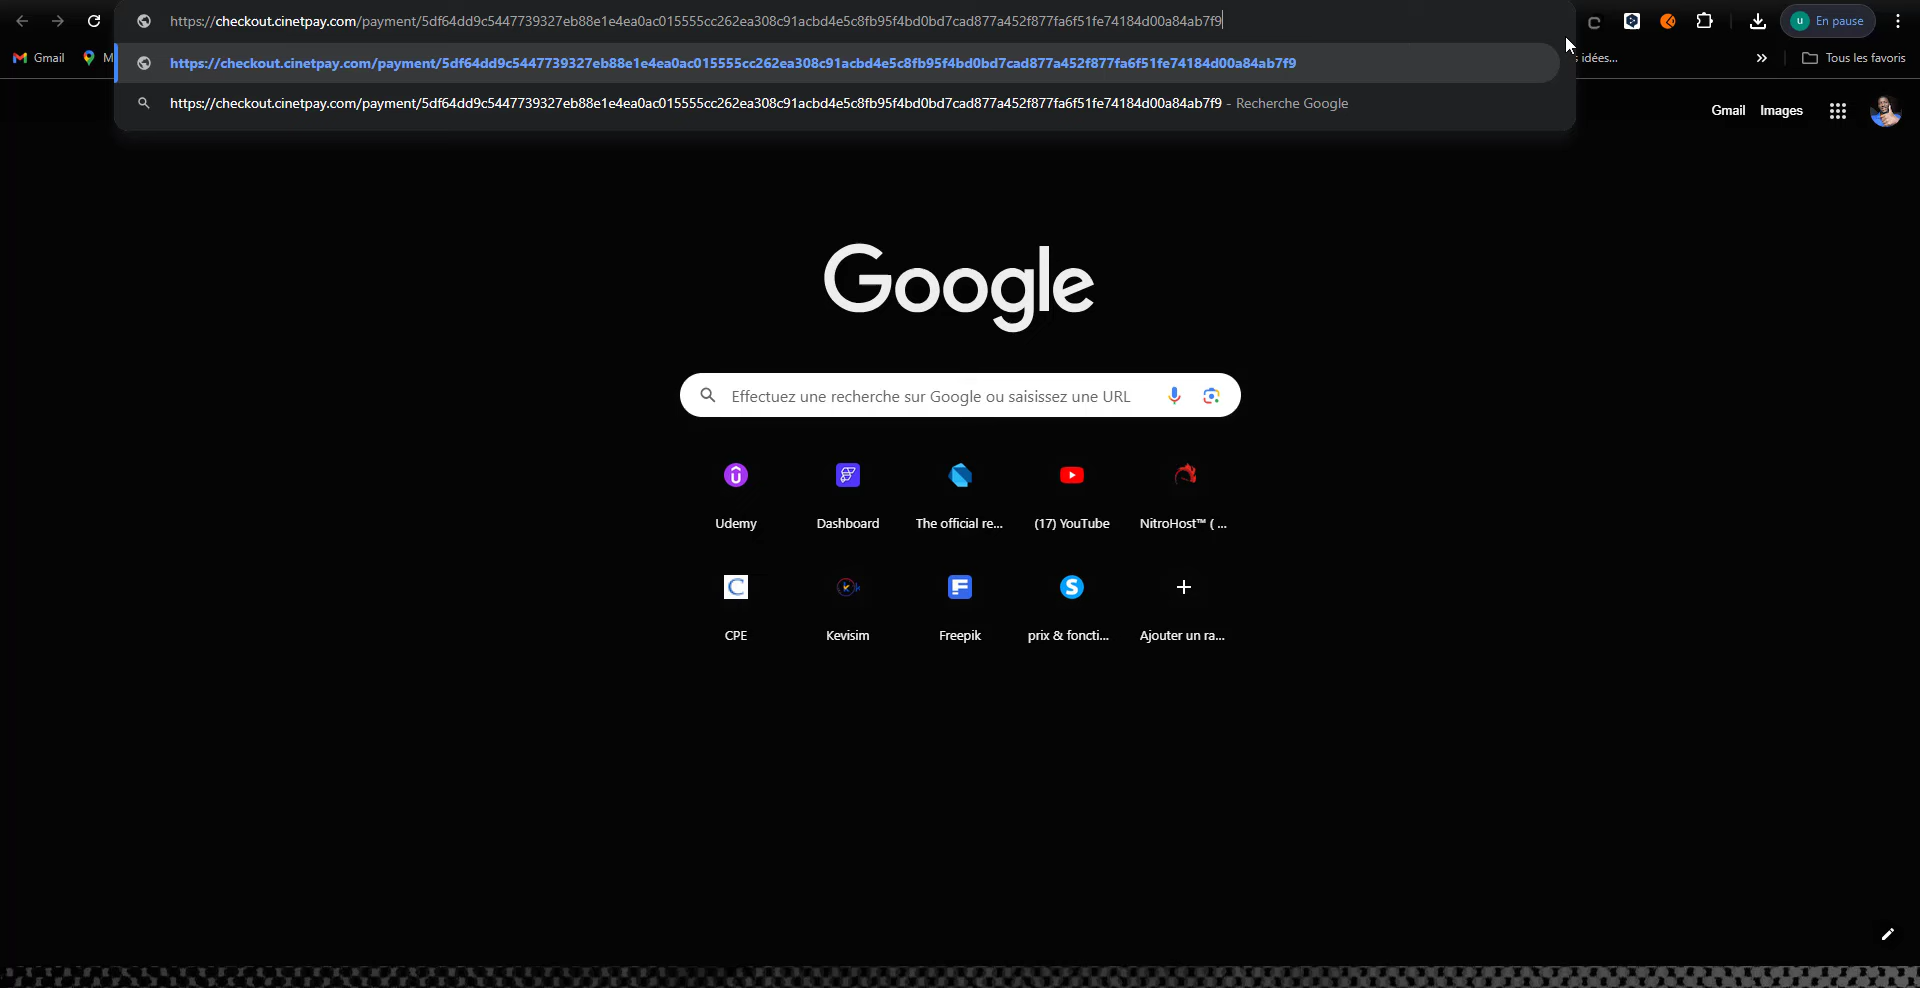 https://checkout.cinetpay.com/payment/5df64dd9c5447739327eb88e1e4ea0ac015555cc262ea308c91acbd4e5c8fb95f4bd0bd7cad877a452f877fa6f51fe74184d00a84ab7f9
u En pause
Gmail M
https://checkout.cinetpay.com/payment/5df64dd9c5447739327eb88e1e4ea0ac015555cc262ea308c91acbd4e5c8fb95f4bd0bd7cad877a452f877fa6f51fe74184d00a84ab7f9
idées... » Tous les favoris
https://checkout.cinetpay.com/payment/5df64dd9c5447739327eb88e1e4ea0ac015555cc262ea308c91acbd4e5c8fb95f4bd0bd7cad877a452f877fa6f51fe74184d00a84ab7f9 - Recherche Google
Gmail Images
Google
Effectuez une recherche sur Google ou saisissez une URL
Udemy Dashboard The official re... (17) YouTube NitroHost™ ( ...
CPE Kevisim Freepik prix & foncti... Ajouter un ra...